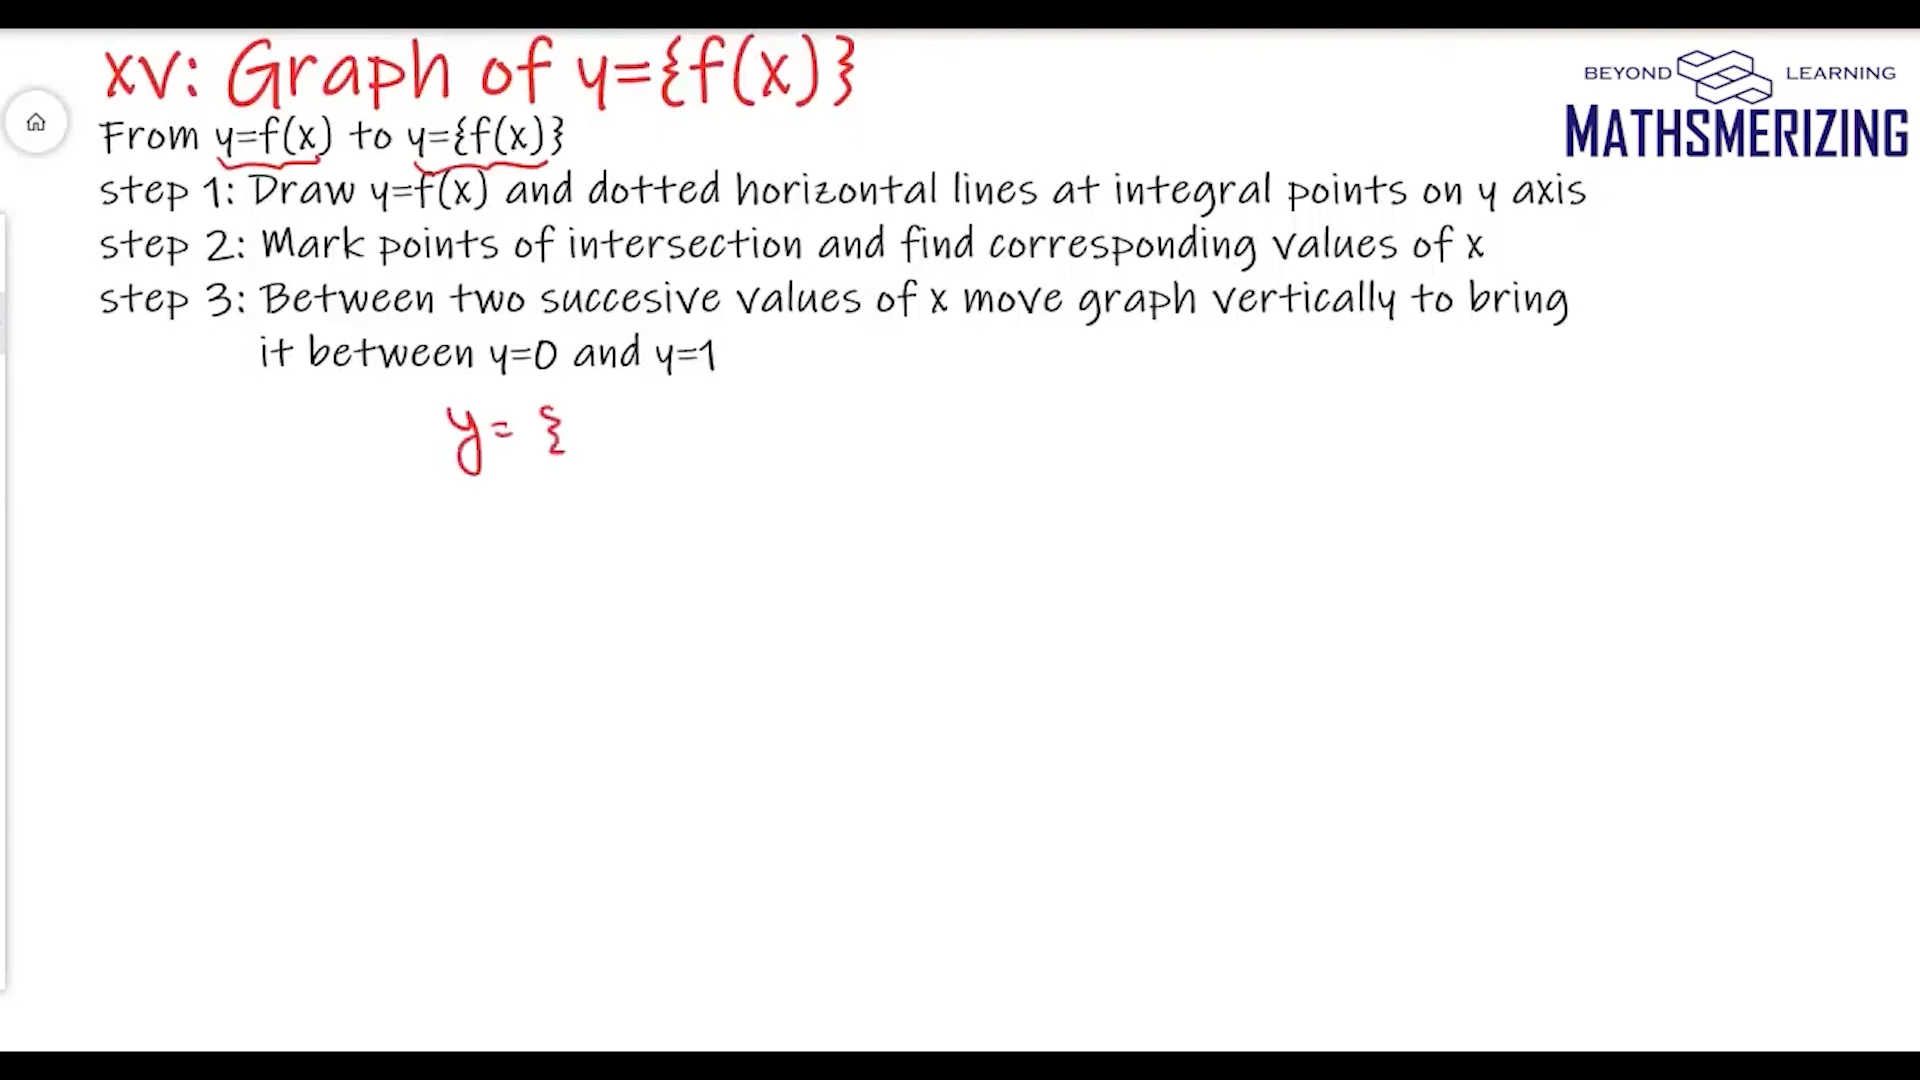 xv: Graph of y={f(x)}
BEYOND LEARNING
MATHSMERIZING
From y=f(x) to y={f(x)}
step 1: Draw y=f(x) and dotted horizontal lines at integral points on y axis
step 2: Mark points of intersection and find corresponding values of x
step 3: Between two succesive values of x move graph vertically to bring
it between y=0 and y=1
y= {